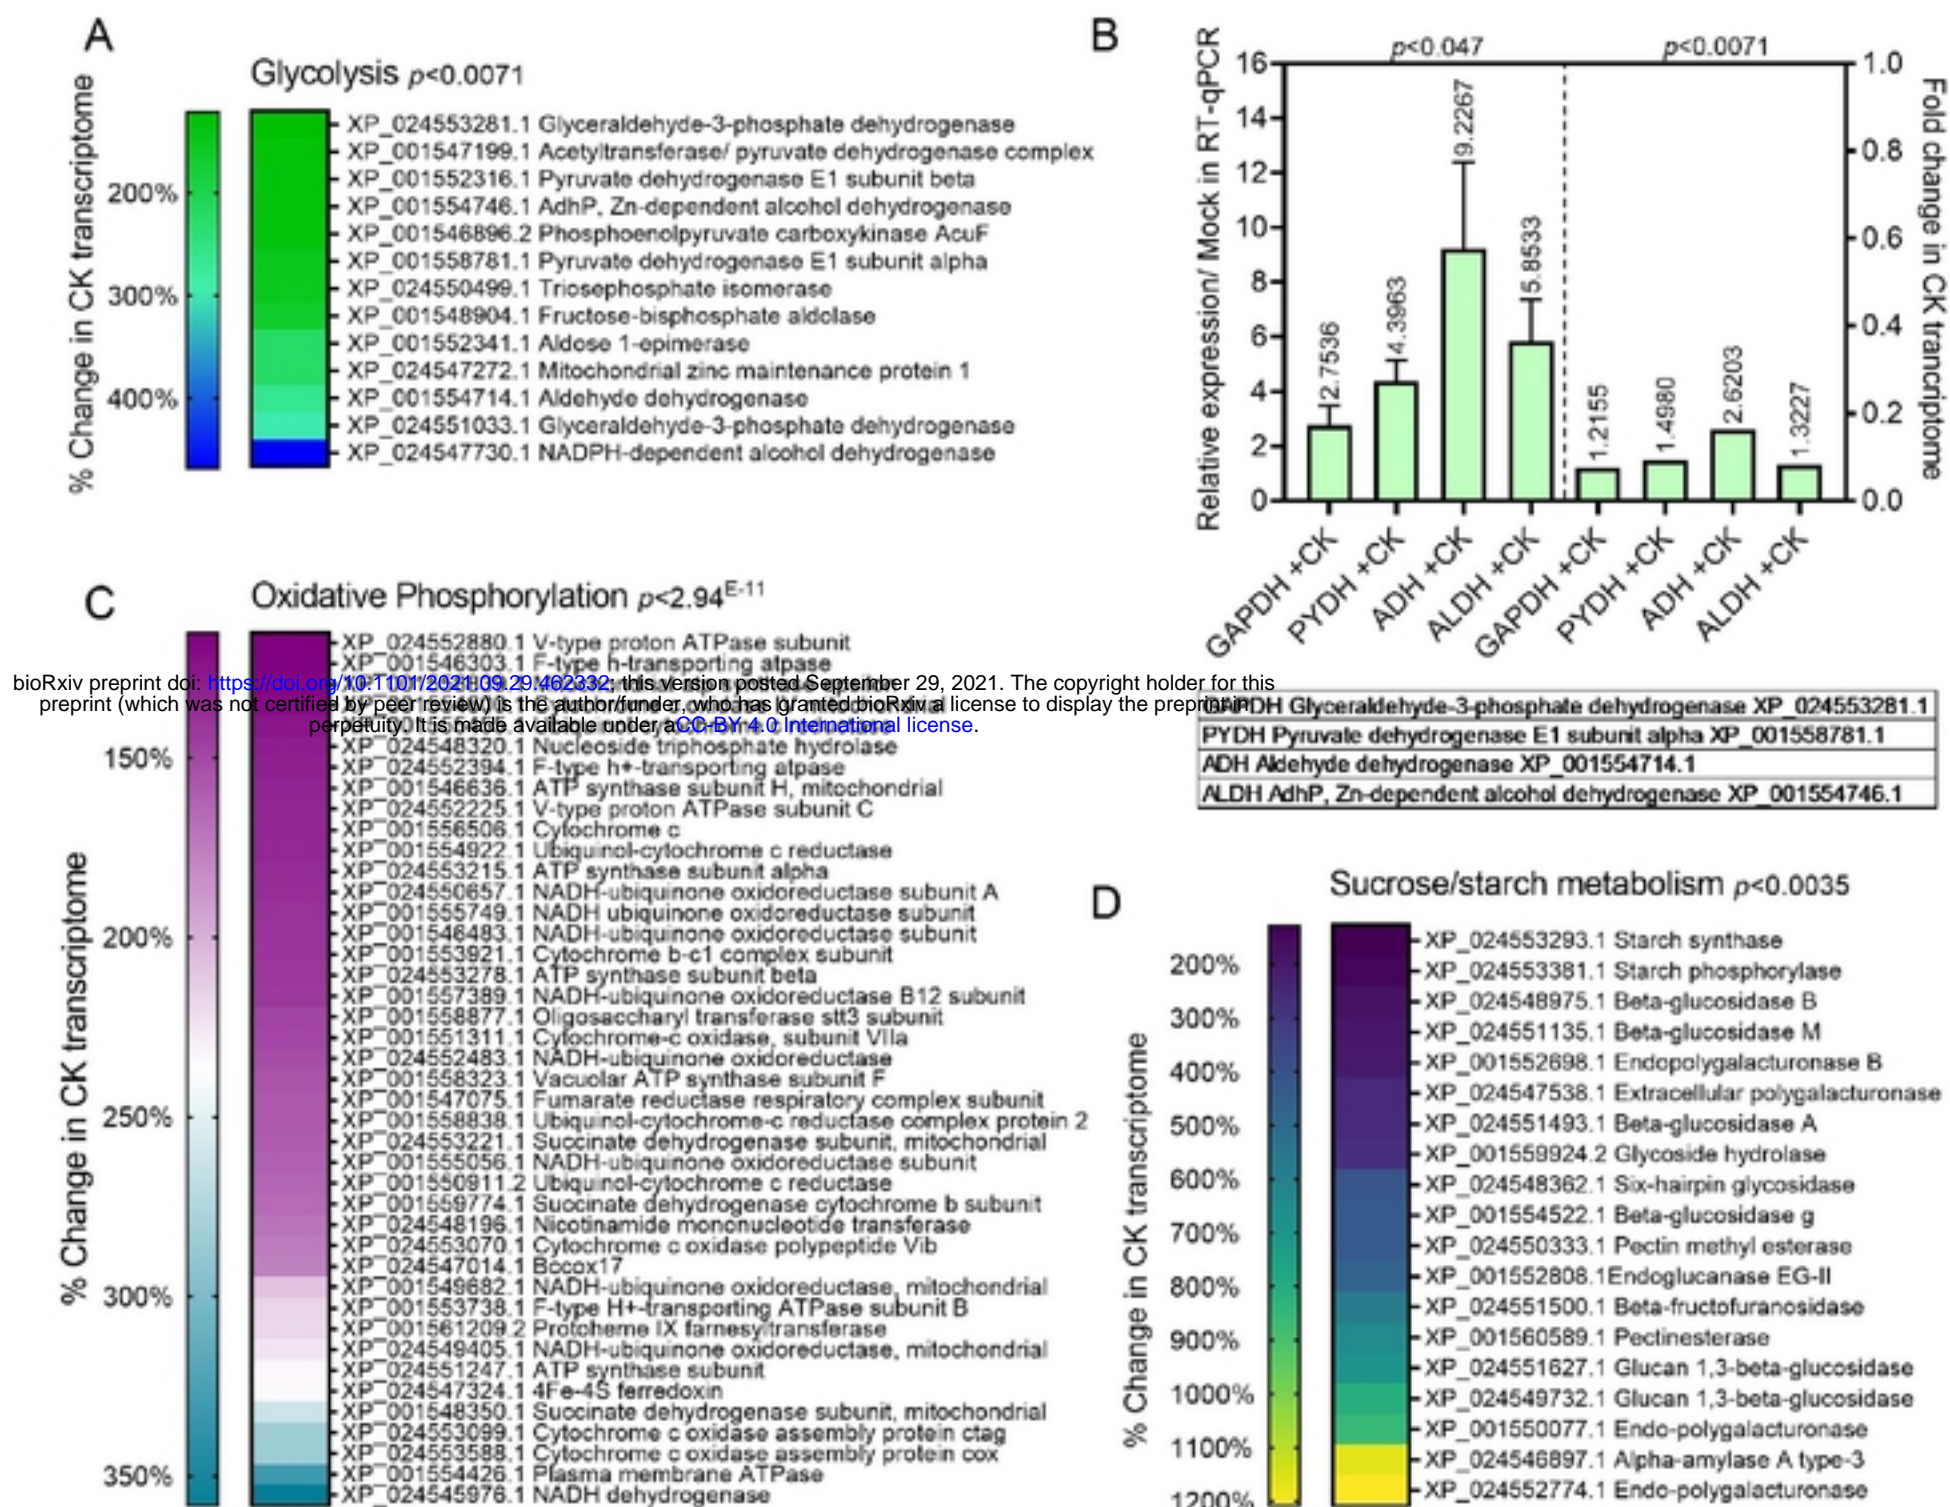 A
Glycolysis p<0.0071
% Change in CK transcriptome
200%
300%
400%
XP_024553281.1 Glyceraldehyde-3-phosphate dehydrogenase
XP_001547199.1 Acetyltransferase/ pyruvate dehydrogenase complex
XP_001552316.1 Pyruvate dehydrogenase E1 subunit beta
XP_001554746.1 AdhP, Zn-dependent alcohol dehydrogenase
XP_001546896.2 Phosphoenolpyruvate carboxykinase AcuF
XP_001558781.1 Pyruvate dehydrogenase E1 subunit alpha
XP_024550499.1 Triosephosphate isomerase
XP_001548904.1 Fructose-bisphosphate aldolase
XP_001552341.1 Aldose 1-epimerase
XP_024547272.1 Mitochondrial zinc maintenance protein 1
XP_001554714.1 Aldehyde dehydrogenase
XP_024551033.1 Glyceraldehyde-3-phosphate dehydrogenase
XP_024547730.1 NADPH-dependent alcohol dehydrogenase
B
p<0.047
p<0.0071
Relative expression/ Mock in RT-qPCR
16
14
12
10
8
6
4
2
0
2.7536
4.3963
9.2267
5.8533
1.2155
1.4980
2.6203
1.3227
1.0
0.8
0.6
0.4
0.2
0.0
Fold change in CK trancriptome
GAPDH +CK
PYDH +CK
ADH +CK
ALDH +CK
GAPDH +CK
PYDH +CK
ADH +CK
ALDH +CK
GAPDH Glyceraldehyde-3-phosphate dehydrogenase XP_024553281.1
PYDH Pyruvate dehydrogenase E1 subunit alpha XP_001558781.1
ADH Aldehyde dehydrogenase XP_001554714.1
ALDH AdhP, Zn-dependent alcohol dehydrogenase XP_001554746.1
C
Oxidative Phosphorylation p<2.94E-11
% Change in CK transcriptome
150%
200%
250%
300%
350%
XP_024552880.1 V-type proton ATPase subunit
XP_001546303.1 F-type h-transporting atpase
bioRxiv preprint doi: https://doi.org/10.1101/2021.09.29.462332; this version posted September 29, 2021. The copyright holder for this
preprint (which was not certified by peer review) is the author/funder, who has granted bioRxiv a license to display the preprint in
perpetuity. It is made available under aCC-BY 4.0 International license.
XP_024548320.1 Nucleoside triphosphate hydrolase
XP_024552394.1 F-type h+-transporting atpase
XP_001546636.1 ATP synthase subunit H, mitochondrial
XP_024552225.1 V-type proton ATPase subunit C
XP_001556506.1 Cytochrome c
XP_001554922.1 Ubiquinol-cytochrome c reductase
XP_024553215.1 ATP synthase subunit alpha
XP_024550657.1 NADH-ubiquinone oxidoreductase subunit A
XP_001555749.1 NADH ubiquinone oxidoreductase subunit
XP_001546483.1 NADH-ubiquinone oxidoreductase subunit
XP_001553921.1 Cytochrome b-c1 complex subunit
XP_024553278.1 ATP synthase subunit beta
XP_001557389.1 NADH-ubiquinone oxidoreductase B12 subunit
XP_001558877.1 Oligosaccharyl transferase stt3 subunit
XP_001551311.1 Cytochrome-c oxidase, subunit VIIa
XP_024552483.1 NADH-ubiquinone oxidoreductase
XP_001558323.1 Vacuolar ATP synthase subunit F
XP_001547075.1 Fumarate reductase respiratory complex subunit
XP_001558838.1 Ubiquinol-cytochrome-c reductase complex protein 2
XP_024553221.1 Succinate dehydrogenase subunit, mitochondrial
XP_001555056.1 NADH-ubiquinone oxidoreductase subunit
XP_001550911.2 Ubiquinol-cytochrome c reductase
XP_001559774.1 Succinate dehydrogenase cytochrome b subunit
XP_024548196.1 Nicotinamide mononucleotide transferase
XP_024553070.1 Cytochrome c oxidase polypeptide Vib
XP_024547014.1 Bccox17
XP_001549682.1 NADH-ubiquinone oxidoreductase, mitochondrial
XP_001553738.1 F-type H+-transporting ATPase subunit B
XP_001561209.2 Protoheme IX farnesyltransferase
XP_024549405.1 NADH-ubiquinone oxidoreductase, mitochondrial
XP_024551247.1 ATP synthase subunit
XP_024547324.1 4Fe-4S ferredoxin
XP_001548350.1 Succinate dehydrogenase subunit, mitochondrial
XP_024553099.1 Cytochrome c oxidase assembly protein ctag
XP_024553588.1 Cytochrome c oxidase assembly protein cox
XP_001554426.1 Plasma membrane ATPase
XP_024545976.1 NADH dehydrogenase
D
Sucrose/starch metabolism p<0.0035
% Change in CK transcriptome
200%
300%
400%
500%
600%
700%
800%
900%
1000%
1100%
1200%
XP_024553293.1 Starch synthase
XP_024553381.1 Starch phosphorylase
XP_024548975.1 Beta-glucosidase B
XP_024551135.1 Beta-glucosidase M
XP_001552698.1 Endopolygalacturonase B
XP_024547538.1 Extracellular polygalacturonase
XP_024551493.1 Beta-glucosidase A
XP_001559924.2 Glycoside hydrolase
XP_024548362.1 Six-hairpin glycosidase
XP_001554522.1 Beta-glucosidase g
XP_024550333.1 Pectin methyl esterase
XP_001552808.1Endoglucanase EG-II
XP_024551500.1 Beta-fructofuranosidase
XP_001560589.1 Pectinesterase
XP_024551627.1 Glucan 1,3-beta-glucosidase
XP_024549732.1 Glucan 1,3-beta-glucosidase
XP_001550077.1 Endo-polygalacturonase
XP_024546897.1 Alpha-amylase A type-3
XP_024552774.1 Endo-polygalacturonase